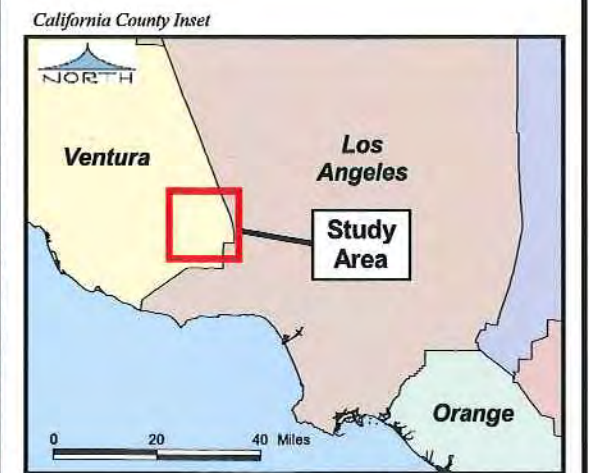 California County Inset
NORTH
Ventura
Los
Angeles
Study
Area
Orange
0 20 40 Miles